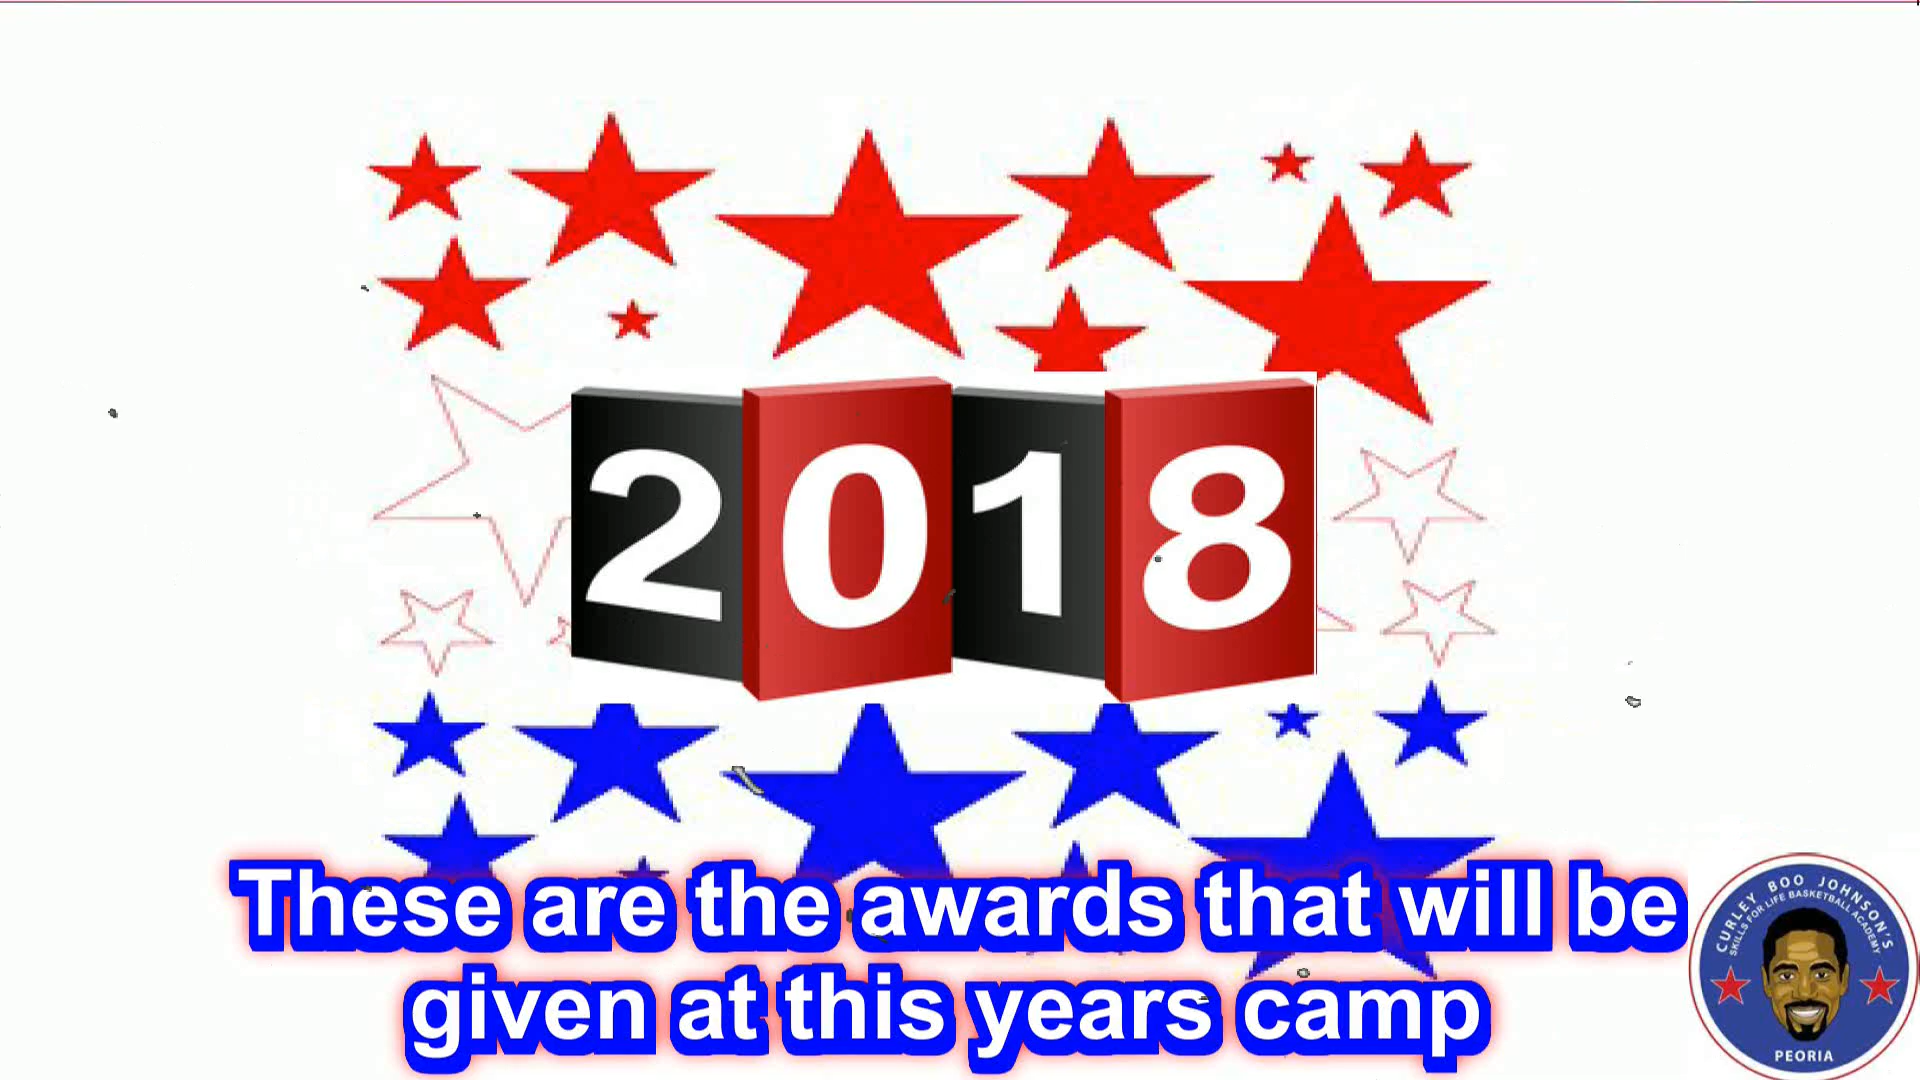 2018
These are the awards that will be
given at this years camp
CURLEY BOO JOHNSON'S
SKILLS FOR LIFE BASKETBALL ACADEMY
PEORIA